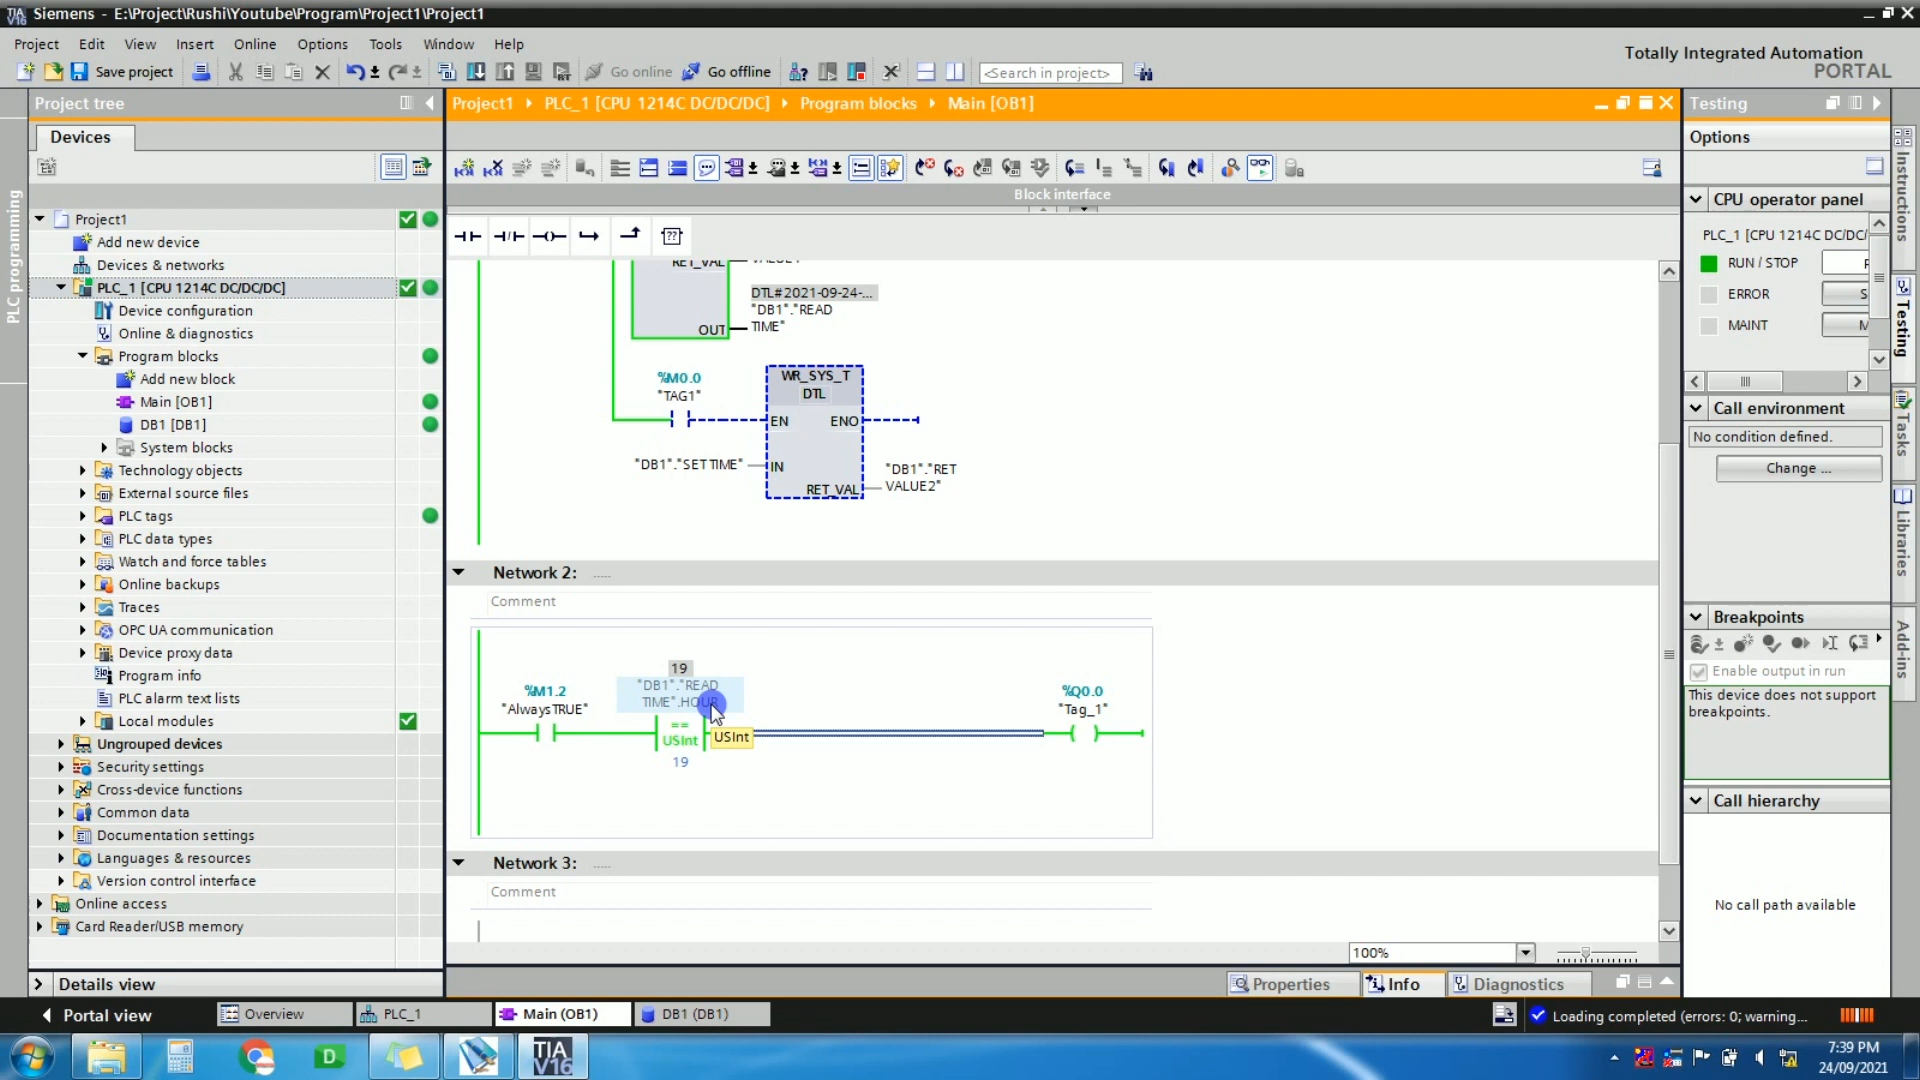 Siemens - E:\Project\Rushi\Youtube\Program\Project1\Project1
Project Edit View Insert Online Options Tools Window Help
Totally Integrated Automation
PORTAL
Save project
Go online
Go offline
<Search in project>
Project tree
Project1 PLC_1 [CPU 1214C DC/DC/DC] Program blocks Main [OB1]
Testing
Devices
Options
PLC programming
Block interface
CPU operator panel
PLC_1 [CPU 1214C DC/DC/
RUN / STOP
ERROR
MAINT
Call environment
No condition defined.
Change ...
Breakpoints
Enable output in run
This device does not support
breakpoints.
Call hierarchy
No call path available
Instructions
Testing
Tasks
Libraries
Add-ins
Project1
Add new device
Devices & networks
PLC_1 [CPU 1214C DC/DC/DC]
Device configuration
Online & diagnostics
Program blocks
Add new block
Main [OB1]
DB1 [DB1]
System blocks
Technology objects
External source files
PLC tags
PLC data types
Watch and force tables
Online backups
Traces
OPC UA communication
Device proxy data
Program info
PLC alarm text lists
Local modules
Ungrouped devices
Security settings
Cross-device functions
Common data
Documentation settings
Languages & resources
Version control interface
Online access
Card Reader/USB memory
Details view
RET_VAL
DTL#2021-09-24-...
"DB1"."READ
TIME"
OUT
%M0.0
"TAG1"
WR_SYS_T
DTL
EN ENO
"DB1"."SET TIME" IN
"DB1"."RET
VALUE2"
RET_VAL
Network 2: .....
Comment
19
%M1.2
"AlwaysTRUE"
"DB1"."READ
TIME".HOUR
==
USInt
19
USInt
%Q0.0
"Tag_1"
Network 3: .....
Comment
100%
Properties Info Diagnostics
Portal view Overview PLC_1 Main (OB1) DB1 (DB1)
Loading completed (errors: 0; warning...
TIA
V16
7:39 PM
24/09/2021